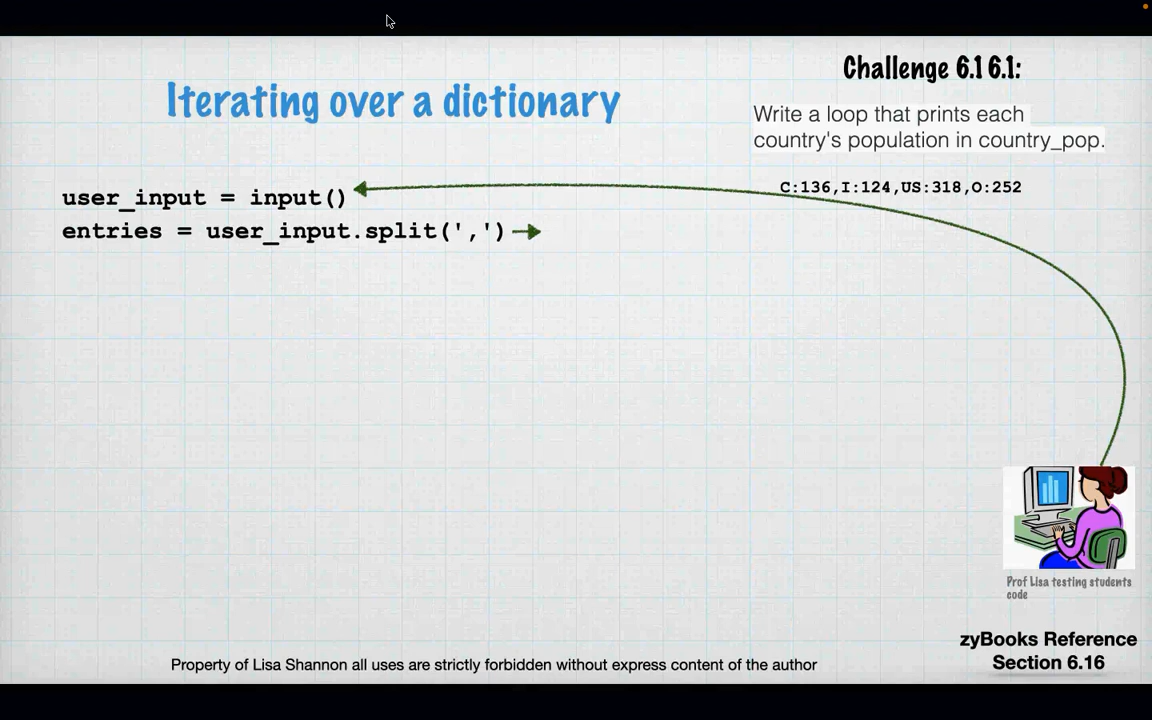 Challenge 6.1 6.1:
Iterating over a dictionary
Write a loop that prints each
country's population in country_pop.
C:136,I:124,US:318,O:252
user_input = input()
entries = user_input.split(',')
Prof Lisa testing students
code
zyBooks Reference
Section 6.16
Property of Lisa Shannon all uses are strictly forbidden without express content of the author